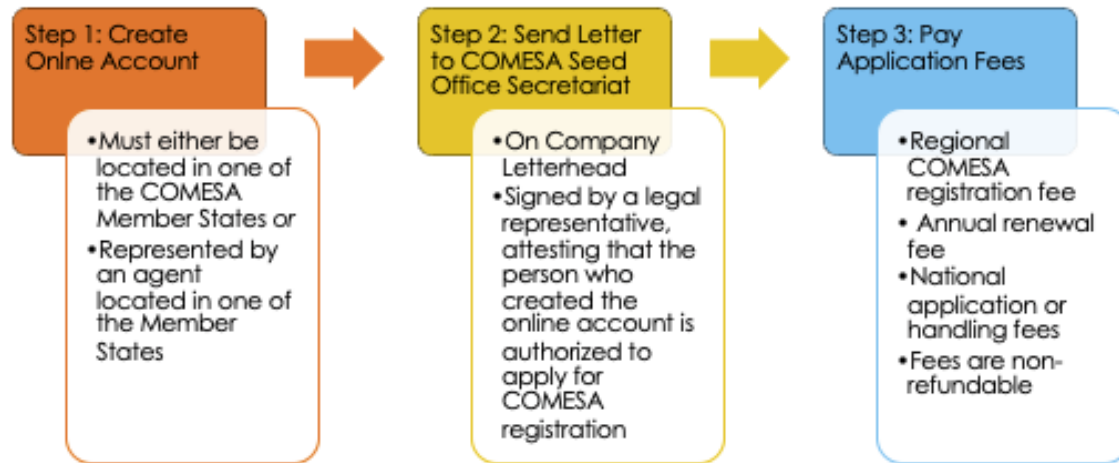 Step 1: Create
Onlne Account
•Must either be
located in one of
the COMESA
Member States or
•Represented by
an agent
located in one of
the Member
States
Step 2: Send Letter
to COMESA Seed
Office Secretariat
•On Company
Letterhead
•Signed by a legal
representative,
attesting that the
person who
created the
online account is
authorized to
apply for
COMESA
registration
Step 3: Pay
Application Fees
•Regional
COMESA
registration fee
• Annual renewal
fee
•National
application or
handling fees
•Fees are non-
refundable